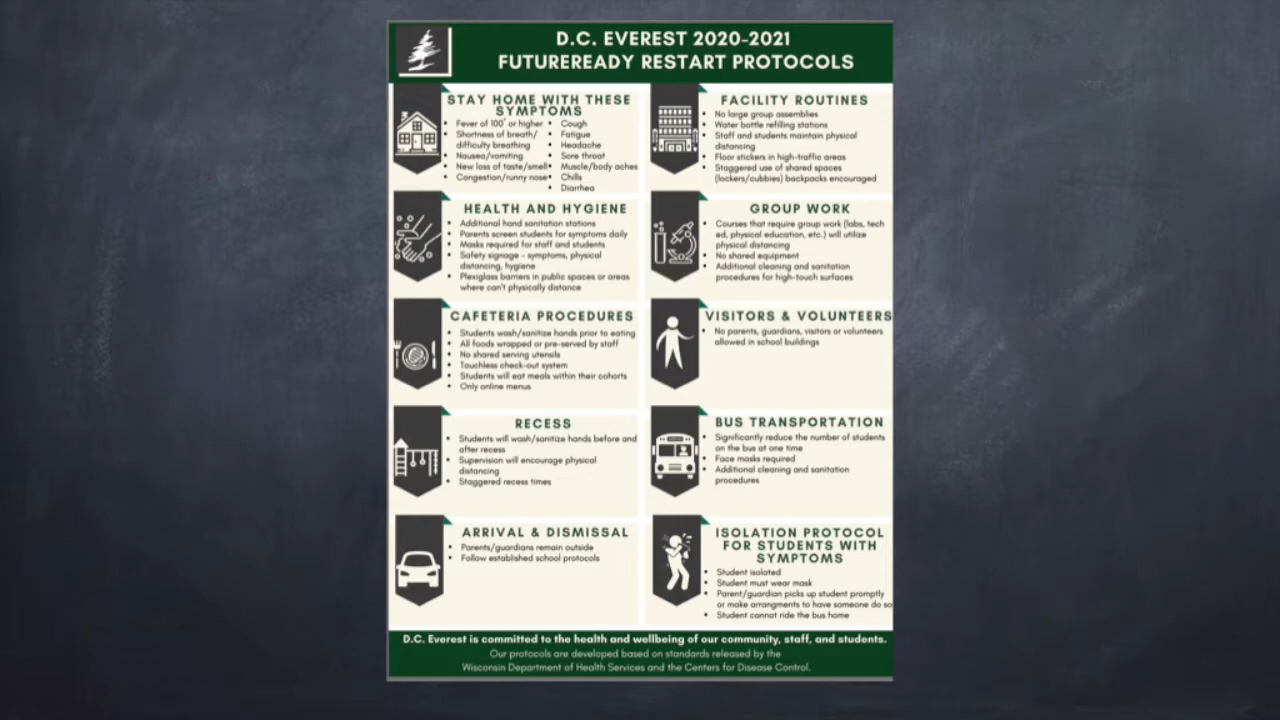 D.C. EVEREST 2020-2021
FUTUREREADY RESTART PROTOCOLS
STAY HOME WITH THESE
SYMPTOMS
Fever of 100° or higher
Shortness of breath/
difficulty breathing
Nausea/vomiting
New loss of taste/smell
Congestion/runny nose
Cough
Fatigue
Headache
Sore throat
Muscle/body aches
Chills
Diarrhea
FACILITY ROUTINES
No large group assemblies
Water bottle refilling stations
Staff and students maintain physical
distancing
Floor stickers in high-traffic areas
Staggered use of shared spaces
(lockers/cubbies) backpacks encouraged
HEALTH AND HYGIENE
Additional hand sanitation stations
Parents screen students for symptoms daily
Masks required for staff and students
Safety signage - symptoms, physical
distancing, hygiene
Plexiglass barriers in public spaces or areas
where can't physically distance
GROUP WORK
Courses that require group work (labs, tech
ed, physical education, etc.) will utilize
physical distancing
No shared equipment
Additional cleaning and sanitation
procedures for high-touch surfaces
CAFETERIA PROCEDURES
Students wash/sanitize hands prior to eating
All foods wrapped or pre-served by staff
No shared serving utensils
Touchless check-out system
Students will eat meals within their cohorts
Only online menus
VISITORS & VOLUNTEERS
No parents, guardians, visitors or volunteers
allowed in school buildings
RECESS
Students will wash/sanitize hands before and
after recess
Supervision will encourage physical
distancing
Staggered recess times
BUS TRANSPORTATION
Significantly reduce the number of students
on the bus at one time
Face masks required
Additional cleaning and sanitation
procedures
ARRIVAL & DISMISSAL
Parents/guardians remain outside
Follow established school protocols
ISOLATION PROTOCOL
FOR STUDENTS WITH
SYMPTOMS
Student isolated
Student must wear mask
Parent/guardian picks up student promptly
or make arrangments to have someone do so
Student cannot ride the bus home
D.C. Everest is committed to the health and wellbeing of our community, staff, and students.
Our protocols are developed based on standards released by the
Wisconsin Department of Health Services and the Centers for Disease Control.